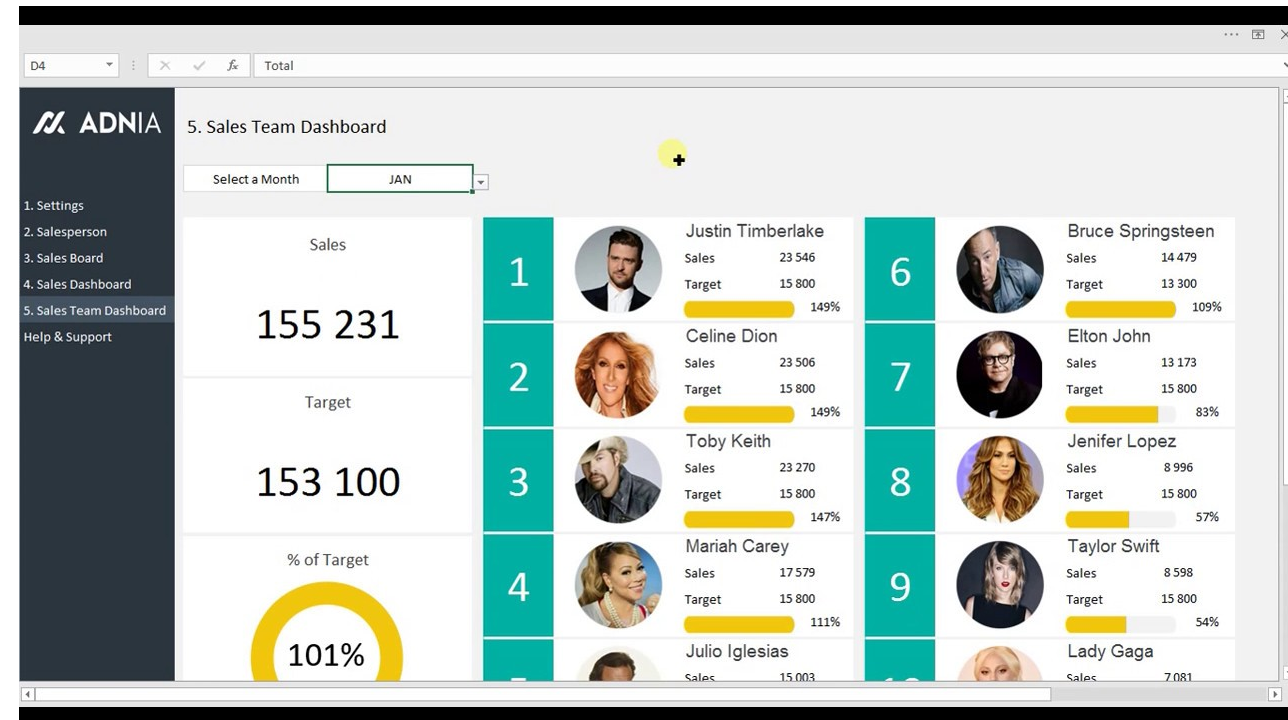 D4
fx
Total
ADNIA
5. Sales Team Dashboard
Select a Month
JAN
1. Settings
2. Salesperson
3. Sales Board
4. Sales Dashboard
5. Sales Team Dashboard
Help & Support
Sales
155 231
Target
153 100
% of Target
101%
1
Justin Timberlake
Sales 23 546
Target 15 800
149%
2
Celine Dion
Sales 23 506
Target 15 800
149%
3
Toby Keith
Sales 23 270
Target 15 800
147%
4
Mariah Carey
Sales 17 579
Target 15 800
111%
Julio Iglesias
Sales 15 003
6
Bruce Springsteen
Sales 14 479
Target 13 300
109%
7
Elton John
Sales 13 173
Target 15 800
83%
8
Jenifer Lopez
Sales 8 996
Target 15 800
57%
9
Taylor Swift
Sales 8 598
Target 15 800
54%
Lady Gaga
Sales 7 081